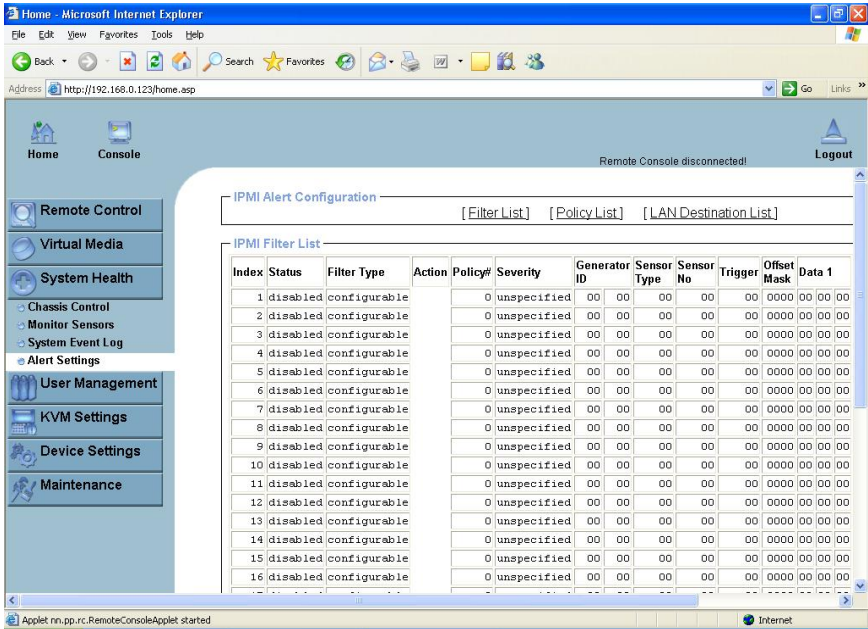 Home - Microsoft Internet Explorer
File Edit View Favorites Tools Help
Back Search Favorites
Address http://192.168.0.123/home.asp Go Links »
Home Console Remote Console disconnected! Logout
Remote Control
Virtual Media
System Health
Chassis Control
Monitor Sensors
System Event Log
Alert Settings
User Management
KVM Settings
Device Settings
Maintenance
IPMI Alert Configuration
[ Filter List ] [ Policy List ] [ LAN Destination List ]
IPMI Filter List
Index Status Filter Type Action Policy# Severity Generator ID Sensor Type Sensor No Trigger Offset Mask Data 1
1 disabled configurable 0 unspecified 00 00 00 00 00 0000 00 00 00
2 disabled configurable 0 unspecified 00 00 00 00 00 0000 00 00 00
3 disabled configurable 0 unspecified 00 00 00 00 00 0000 00 00 00
4 disabled configurable 0 unspecified 00 00 00 00 00 0000 00 00 00
5 disabled configurable 0 unspecified 00 00 00 00 00 0000 00 00 00
6 disabled configurable 0 unspecified 00 00 00 00 00 0000 00 00 00
7 disabled configurable 0 unspecified 00 00 00 00 00 0000 00 00 00
8 disabled configurable 0 unspecified 00 00 00 00 00 0000 00 00 00
9 disabled configurable 0 unspecified 00 00 00 00 00 0000 00 00 00
10 disabled configurable 0 unspecified 00 00 00 00 00 0000 00 00 00
11 disabled configurable 0 unspecified 00 00 00 00 00 0000 00 00 00
12 disabled configurable 0 unspecified 00 00 00 00 00 0000 00 00 00
13 disabled configurable 0 unspecified 00 00 00 00 00 0000 00 00 00
14 disabled configurable 0 unspecified 00 00 00 00 00 0000 00 00 00
15 disabled configurable 0 unspecified 00 00 00 00 00 0000 00 00 00
16 disabled configurable 0 unspecified 00 00 00 00 00 0000 00 00 00
Applet nn.pp.rc.RemoteConsoleApplet started Internet